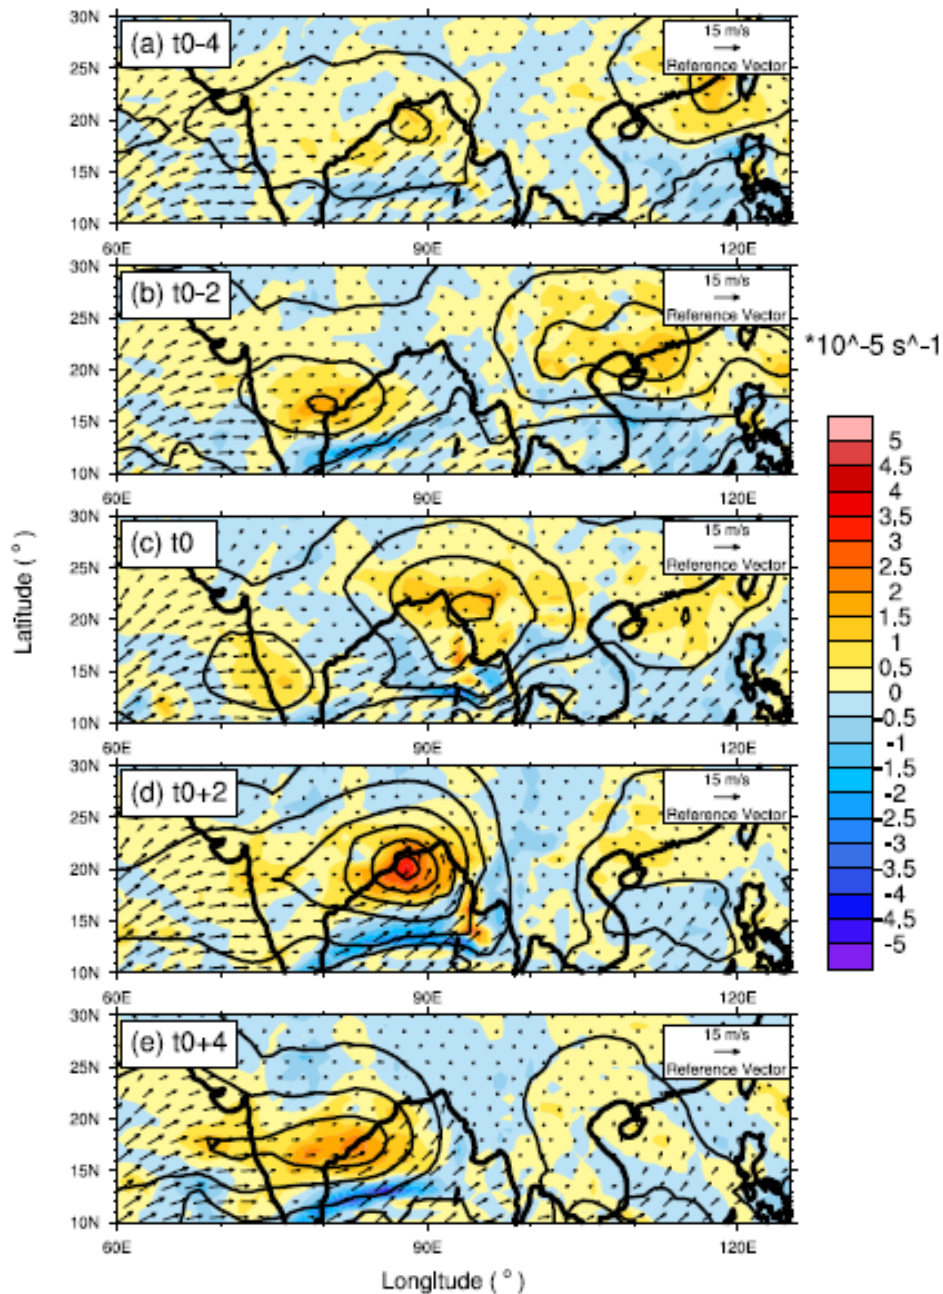 (a) t0-4
15 m/s
Reference Vector
30N
25N
20N
15N
10N
60E
90E
120E
(b) t0-2
15 m/s
Reference Vector
30N
25N
20N
15N
10N
60E
90E
120E
(c) t0
15 m/s
Reference Vector
30N
25N
20N
15N
10N
60E
90E
120E
(d) t0+2
15 m/s
Reference Vector
30N
25N
20N
15N
10N
60E
90E
120E
(e) t0+4
15 m/s
Reference Vector
30N
25N
20N
15N
10N
60E
90E
120E
Latitude ( ° )
Longitude ( ° )
*10^-5 s^-1
5
4.5
4
3.5
3
2.5
2
1.5
1
0.5
0
-0.5
-1
-1.5
-2
-2.5
-3
-3.5
-4
-4.5
-5